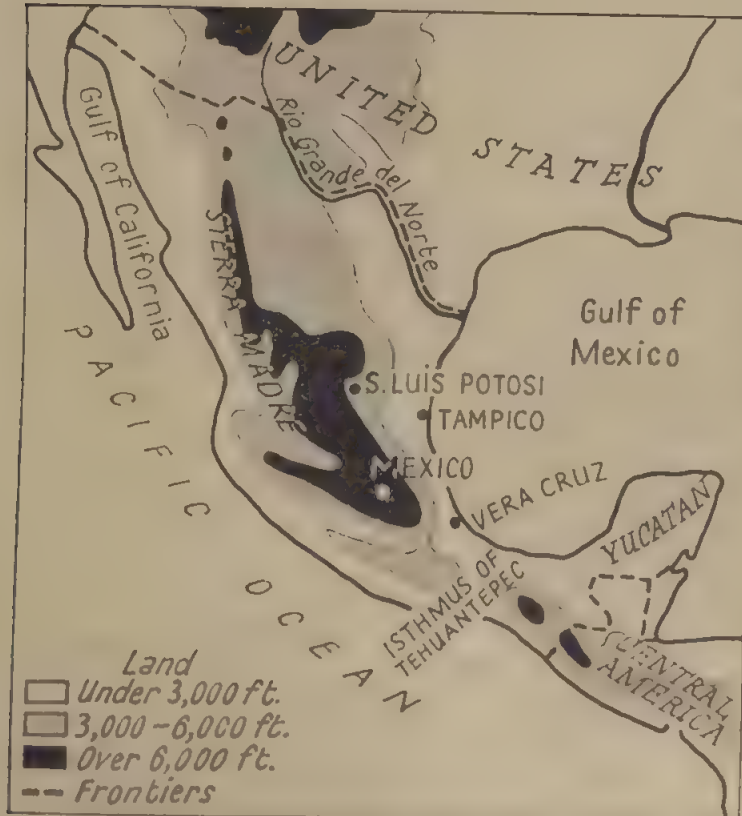 UNITED STATES
Rio Grande del Norte
Gulf of California
SIERRA - MADRE
Gulf of
Mexico
PACIFIC OCEAN
S. LUIS POTOSI
TAMPICO
MEXICO
VERA CRUZ
YUCATAN
ISTHMUS OF
TEHUANTEPEC
CENTRAL
AMERICA
Land
Under 3,000 ft.
3,000-6,000 ft.
Over 6,000 ft.
Frontiers